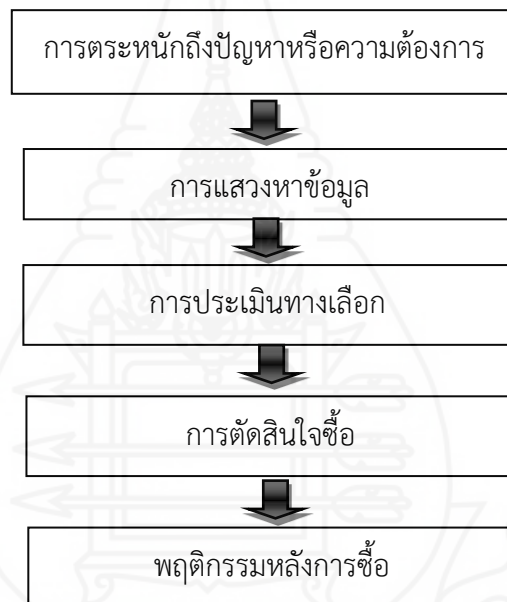 การตระหนักถึงปัญหาหรือความต้องการ
การแสวงหาข้อมูล
การประเมินทางเลือก
การตัดสินใจซื้อ
พฤติกรรมหลังการซื้อ